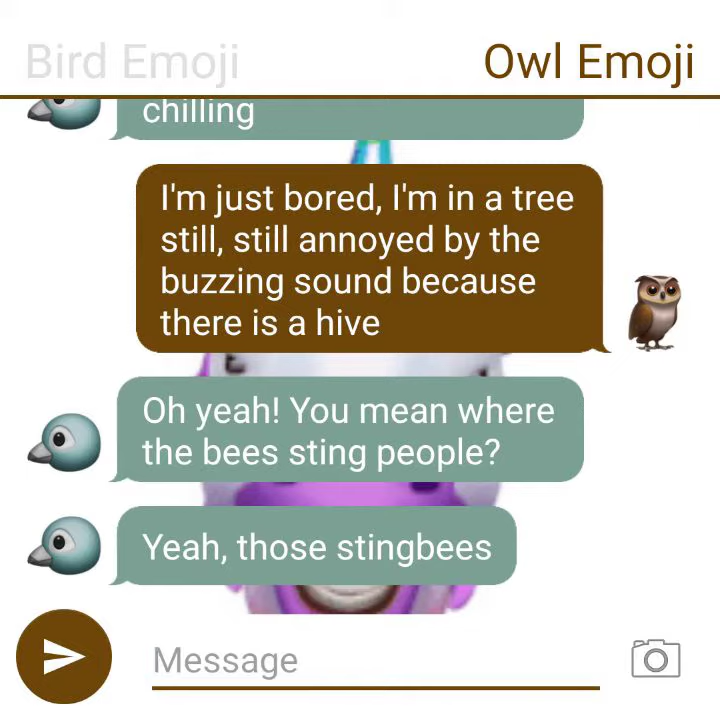 Bird Emoji
Owl Emoji
chilling
I'm just bored, I'm in a tree
still, still annoyed by the
buzzing sound because
there is a hive
Oh yeah! You mean where
the bees sting people?
Yeah, those stingbees
Message